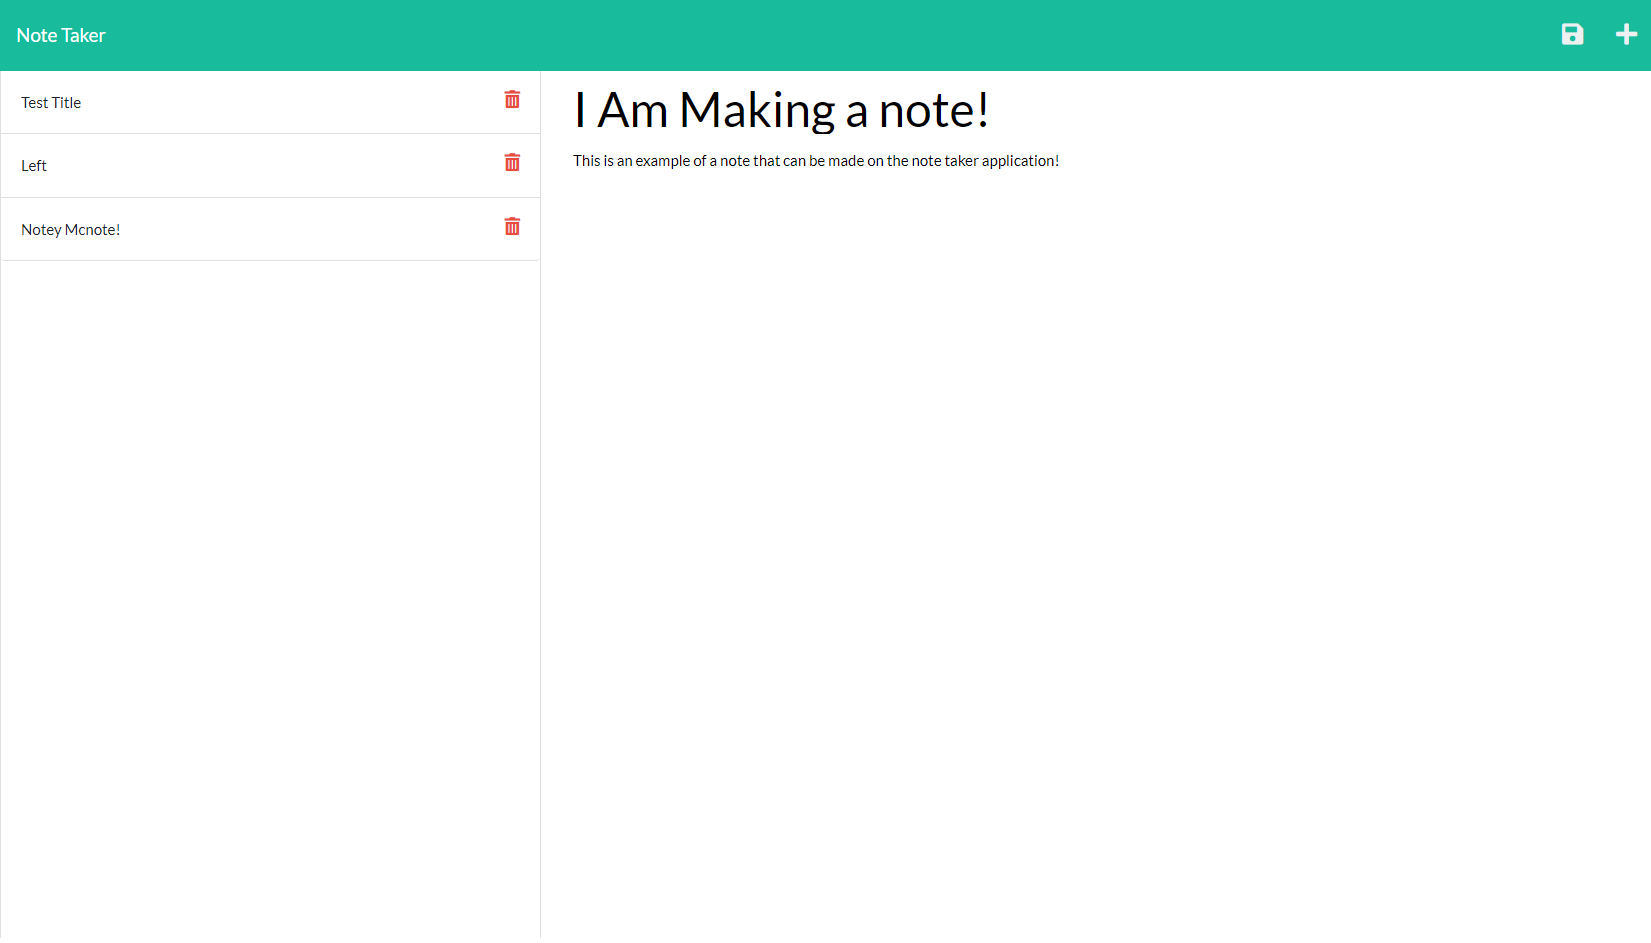 Note Taker
Test Title
Left
Notey Mcnote!
I Am Making a note!
This is an example of a note that can be made on the note taker application!